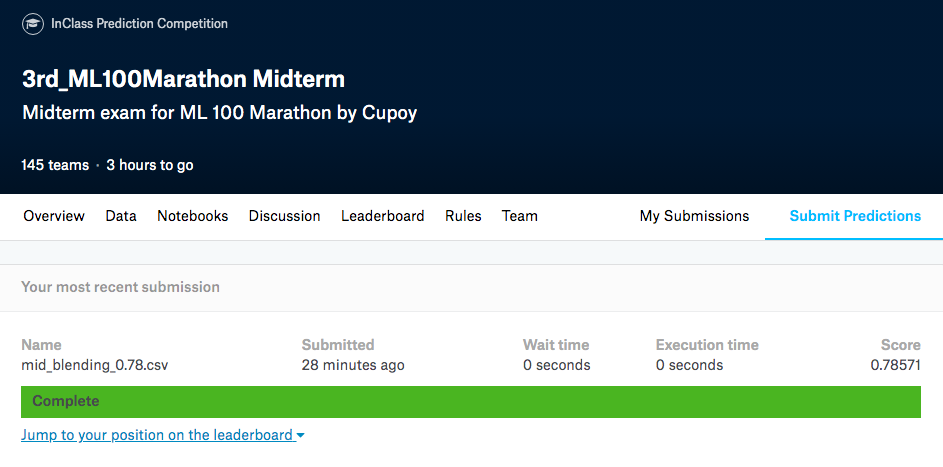 InClass Prediction Competition
3rd_ML100Marathon Midterm
Midterm exam for ML 100 Marathon by Cupoy
145 teams · 3 hours to go
Overview Data Notebooks Discussion Leaderboard Rules Team My Submissions Submit Predictions
Your most recent submission
Name Submitted Wait time Execution time Score
mid_blending_0.78.csv 28 minutes ago 0 seconds 0 seconds 0.78571
Complete
Jump to your position on the leaderboard